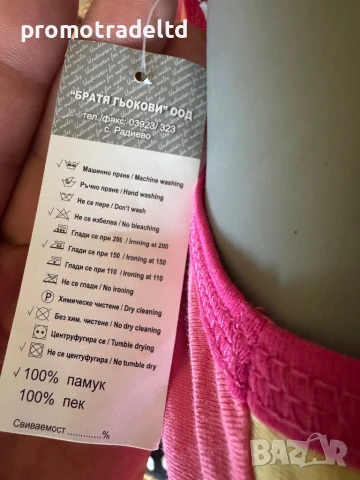 promotradeltd
"БРАТЯ ГЬОКОВИ" ООД
тел./факс: 03923/ 323
с. Радиево
✓ Машинно пране / Machine washing
Ръчно пране / Hand washing
Не се пере / Don't wash
✓ Не се избелва / No bleaching
Глади се при 200 / Ironing at 200
✓ Глади се при 150 / Ironing at 150
Глади се при 110 / Ironing at 110
Не се глади / No ironing
Химическо чистене / Dry cleaning
✓ Без хим. чистене / No dry cleaning
Центруфугира се / Tumble drying
✓ Не се центруфугира / No tumble dry
✓ 100% памук
100% пек
Свиваемост ............%
BAZAR
bg